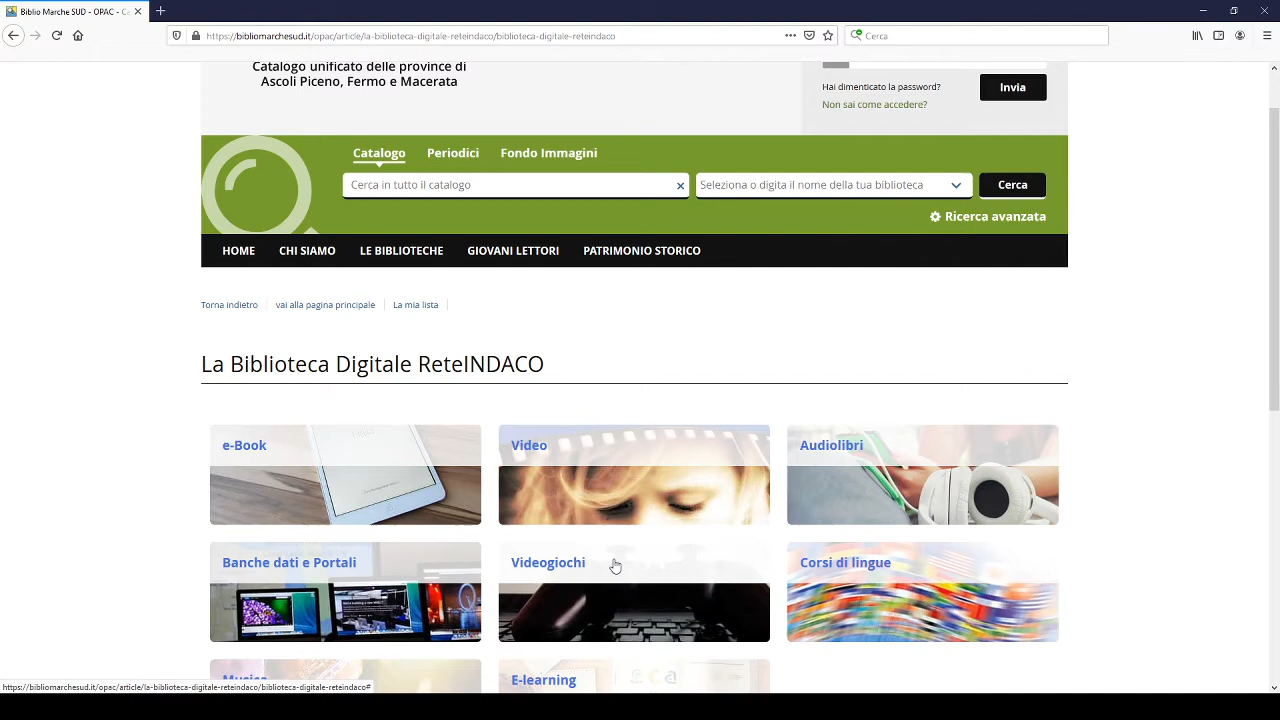 Biblio Marche SUD - OPAC - Ca
https://bibliomarchesud.it/opac/article/la-biblioteca-digitale-reteindaco/biblioteca-digitale-reteindaco
Cerca
Catalogo unificato delle province di
Ascoli Piceno, Fermo e Macerata
Hai dimenticato la password?
Invia
Non sai come accedere?
Catalogo Periodici Fondo Immagini
Cerca in tutto il catalogo
Seleziona o digita il nome della tua biblioteca
Cerca
Ricerca avanzata
HOME CHI SIAMO LE BIBLIOTECHE GIOVANI LETTORI PATRIMONIO STORICO
Torna indietro vai alla pagina principale La mia lista
La Biblioteca Digitale ReteINDACO
e-Book Video Audiolibri
Banche dati e Portali Videogiochi Corsi di lingue
Musica E-learning
https://bibliomarchesud.it/opac/article/la-biblioteca-digitale-reteindaco/biblioteca-digitale-reteindaco#